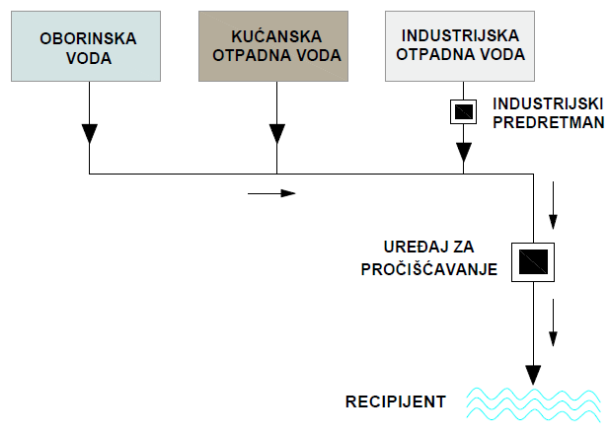 OBORINSKA
VODA
KUĆANSKA
OTPADNA VODA
INDUSTRIJSKA
OTPADNA VODA
INDUSTRIJSKI
PREDRETMAN
UREĐAJ ZA
PROČIŠĆAVANJE
RECIPIJENT